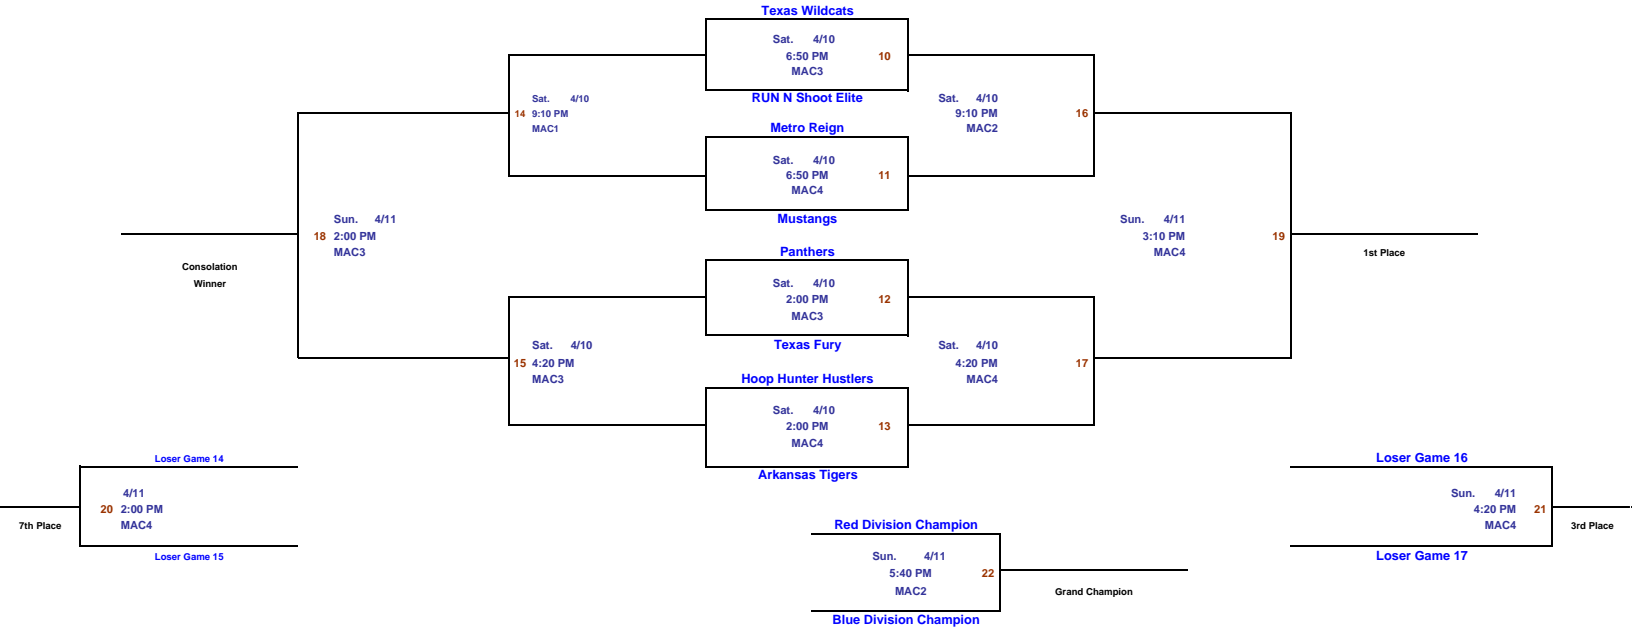 Texas Wildcats
Sat. 4/10
6:50 PM 10
MAC3
RUN N Shoot Elite
Sat. 4/10
14 9:10 PM
MAC1
Sat. 4/10
9:10 PM 16
MAC2
Metro Reign
Sat. 4/10
6:50 PM 11
MAC4
Mustangs
Sun. 4/11
18 2:00 PM
MAC3
Consolation
Winner
Sun. 4/11
3:10 PM 19
MAC4
1st Place
Panthers
Sat. 4/10
2:00 PM 12
MAC3
Texas Fury
Sat. 4/10
15 4:20 PM
MAC3
Sat. 4/10
4:20 PM 17
MAC4
Hoop Hunter Hustlers
Sat. 4/10
2:00 PM 13
MAC4
Arkansas Tigers
Loser Game 14
4/11
20 2:00 PM
MAC4
7th Place
Loser Game 15
Loser Game 16
Sun. 4/11
4:20 PM 21
MAC4
3rd Place
Loser Game 17
Red Division Champion
Sun. 4/11
5:40 PM 22
MAC2
Grand Champion
Blue Division Champion